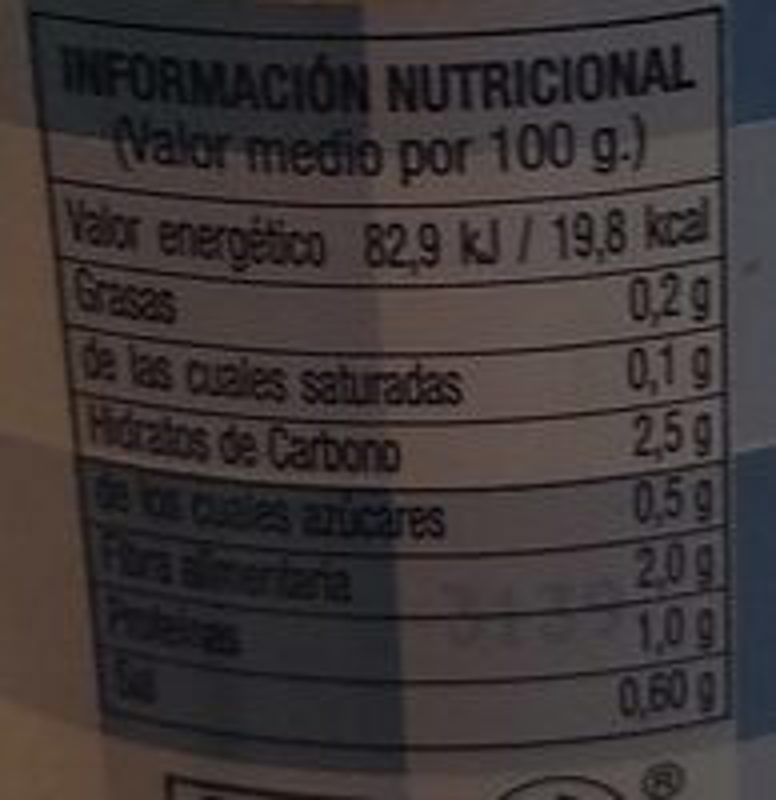 INFORMACIÓN NUTRICIONAL
(Valor medio por 100 g.)
Valor energético 82,9 kJ / 19,8 kcal
Grasas 0,2 g
de las cuales saturadas 0,1 g
Hidratos de Carbono 2,5 g
de los cuales azúcares 0,5 g
Fibra alimentaria 2,0 g
Proteínas 1,0 g
Sal 0,60 g
®